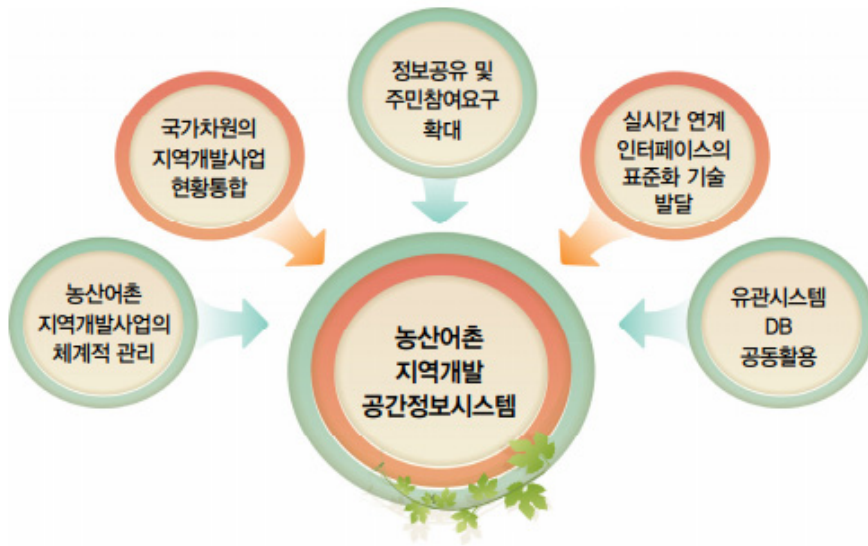 정보공유 및
주민참여요구
확대
국가차원의
지역개발사업
현황통합
실시간 연계
인터페이스의
표준화 기술
발달
농산어촌
지역개발사업의
체계적 관리
유관시스템
DB
공동활용
농산어촌
지역개발
공간정보시스템